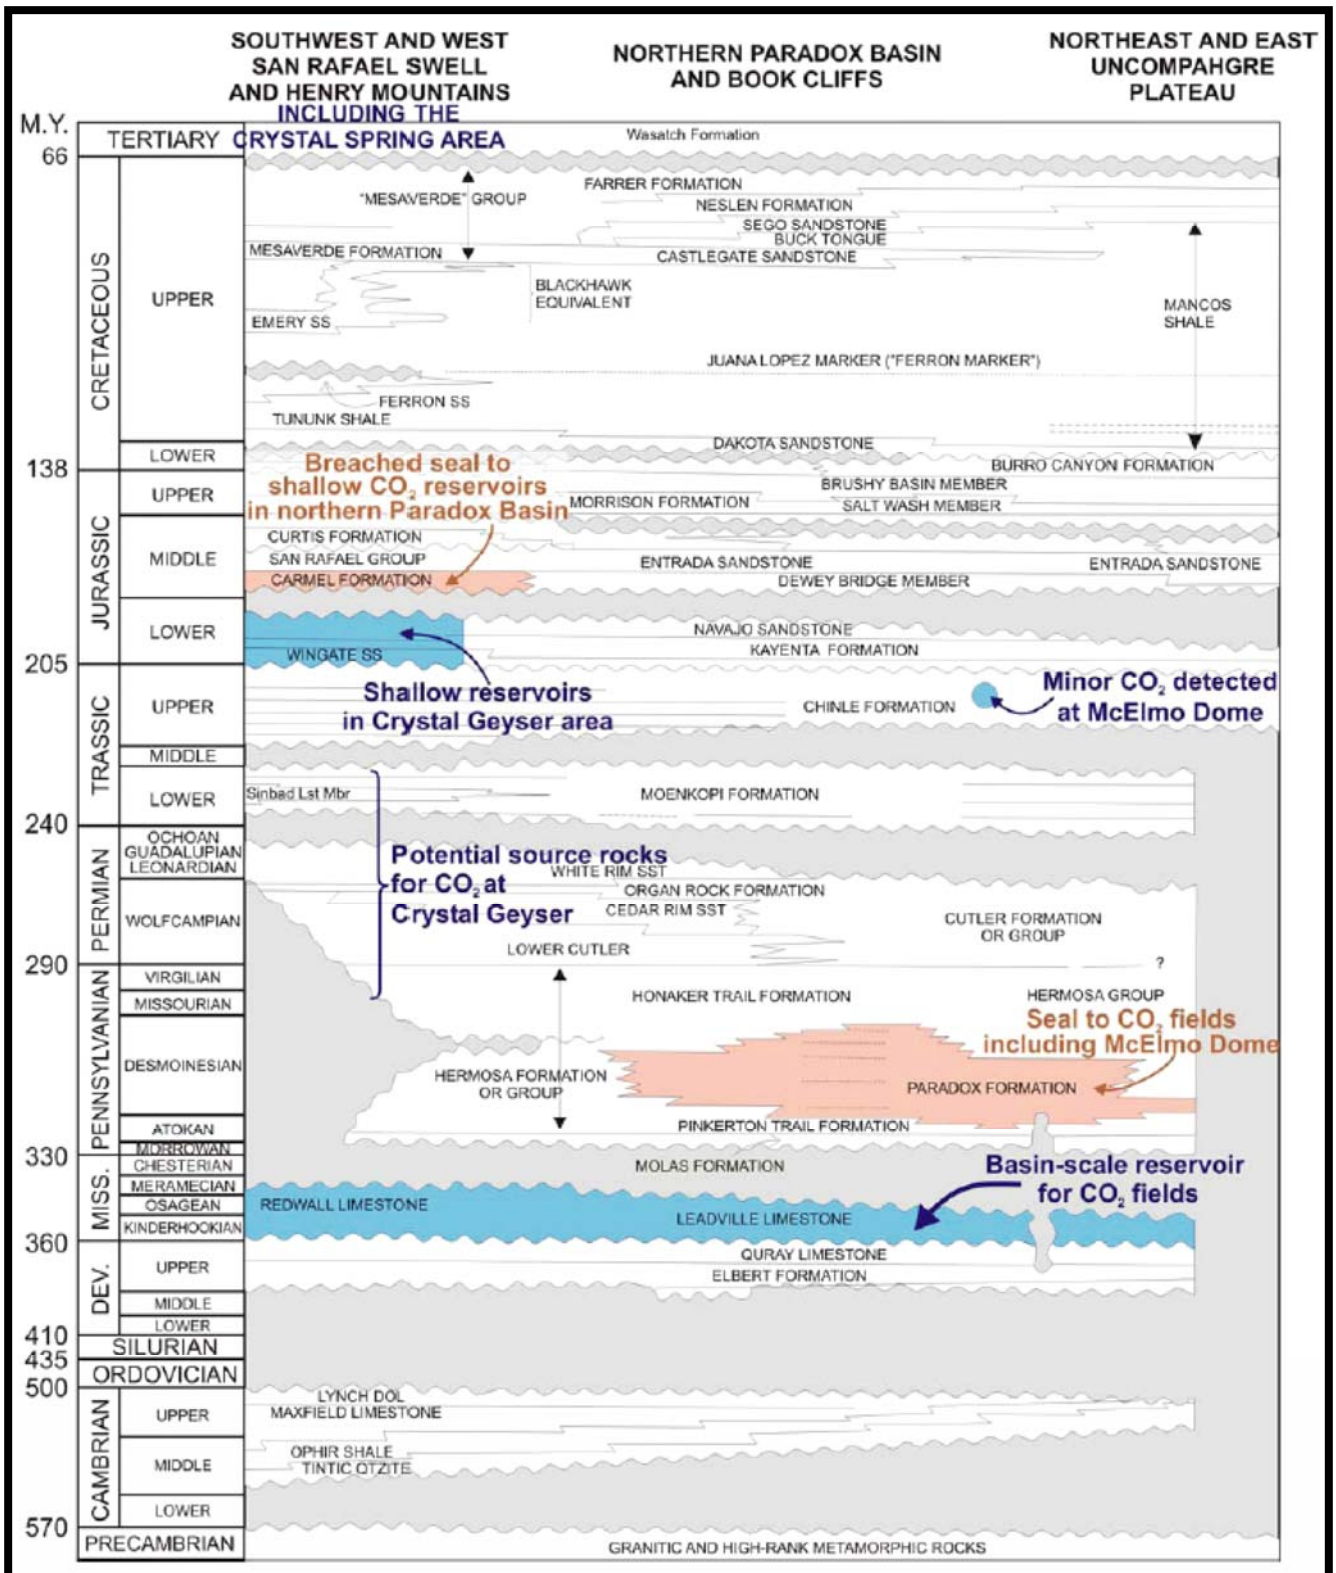 SOUTHWEST AND WEST
SAN RAFAEL SWELL
AND HENRY MOUNTAINS
INCLUDING THE
CRYSTAL SPRING AREA
NORTHERN PARADOX BASIN
AND BOOK CLIFFS
NORTHEAST AND EAST
UNCOMPAHGRE
PLATEAU
M.Y.
TERTIARY
Wasatch Formation
66
CRETACEOUS
UPPER
"MESAVERDE" GROUP
FARRER FORMATION
NESLEN FORMATION
SEGO SANDSTONE
BUCK TONGUE
MESAVERDE FORMATION
CASTLEGATE SANDSTONE
BLACKHAWK
EQUIVALENT
MANCOS
SHALE
EMERY SS
JUANA LOPEZ MARKER ("FERRON MARKER")
FERRON SS
TUNUNK SHALE
DAKOTA SANDSTONE
LOWER
138
BURRO CANYON FORMATION
Breached seal to
shallow CO₂ reservoirs
in northern Paradox Basin
JURASSIC
UPPER
BRUSHY BASIN MEMBER
MORRISON FORMATION
SALT WASH MEMBER
MIDDLE
CURTIS FORMATION
SAN RAFAEL GROUP
ENTRADA SANDSTONE
ENTRADA SANDSTONE
CARMEL FORMATION
DEWEY BRIDGE MEMBER
LOWER
NAVAJO SANDSTONE
KAYENTA FORMATION
WINGATE SS
205
Shallow reservoirs
in Crystal Geyser area
Minor CO₂ detected
at McElmo Dome
TRASSIC
UPPER
CHINLE FORMATION
MIDDLE
LOWER
Sinbad Lst Mbr
MOENKOPI FORMATION
240
PERMIAN
OCHOAN
GUADALUPIAN
LEONARDIAN
Potential source rocks
for CO₂ at
Crystal Geyser
WHITE RIM SST
ORGAN ROCK FORMATION
WOLFCAMPIAN
CEDAR RIM SST
CUTLER FORMATION
OR GROUP
LOWER CUTLER
290
?
PENNSYLVANIAN
VIRGILIAN
MISSOURIAN
HONAKER TRAIL FORMATION
HERMOSA GROUP
Seal to CO₂ fields
including McElmo Dome
DESMOINESIAN
HERMOSA FORMATION
OR GROUP
PARADOX FORMATION
ATOKAN
PINKERTON TRAIL FORMATION
MORROWAN
330
MISS.
CHESTERIAN
MOLAS FORMATION
Basin-scale reservoir
for CO₂ fields
MERAMECIAN
OSAGEAN
REDWALL LIMESTONE
KINDERHOOKIAN
LEADVILLE LIMESTONE
360
DEV.
UPPER
QURAY LIMESTONE
ELBERT FORMATION
MIDDLE
LOWER
410
SILURIAN
435
ORDOVICIAN
500
CAMBRIAN
UPPER
LYNCH DOL
MAXFIELD LIMESTONE
MIDDLE
OPHIR SHALE
TINTIC QTZITE
LOWER
570
PRECAMBRIAN
GRANITIC AND HIGH-RANK METAMORPHIC ROCKS